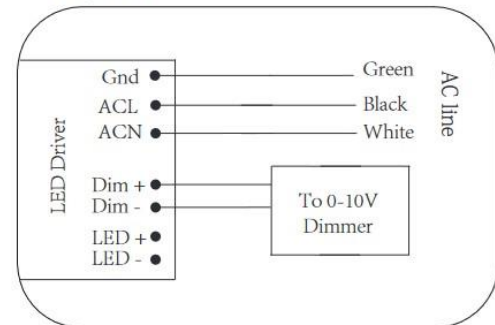 LED Driver
Gnd
ACL
ACN
Dim +
Dim -
LED +
LED -
Green
Black
White
AC line
To 0-10V
Dimmer